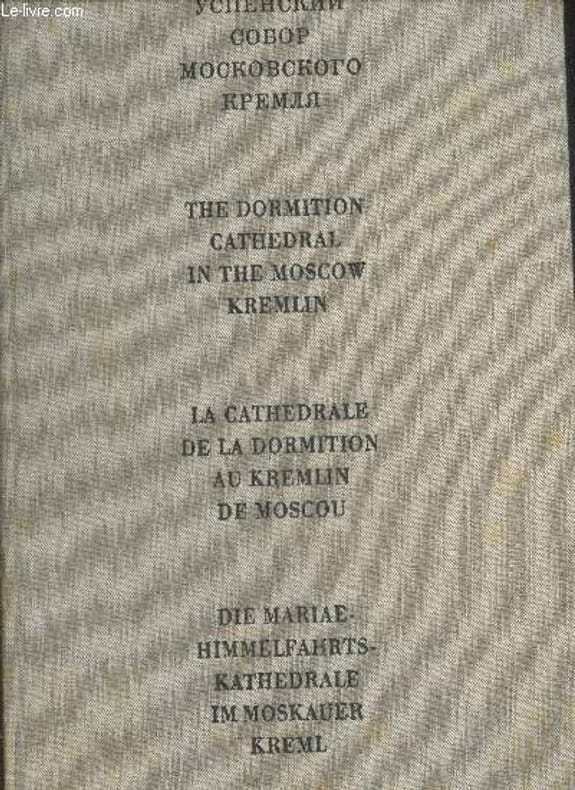 Le-livre.com
УСПЕНСКИЙ
СОБОР
МОСКОВСКОГО
КРЕМЛЯ
THE DORMITION
CATHEDRAL
IN THE MOSCOW
KREMLIN
LA CATHEDRALE
DE LA DORMITION
AU KREMLIN
DE MOSCOU
DIE MARIAE-
HIMMELFAHRTS-
KATHEDRALE
IM MOSKAUER
KREML